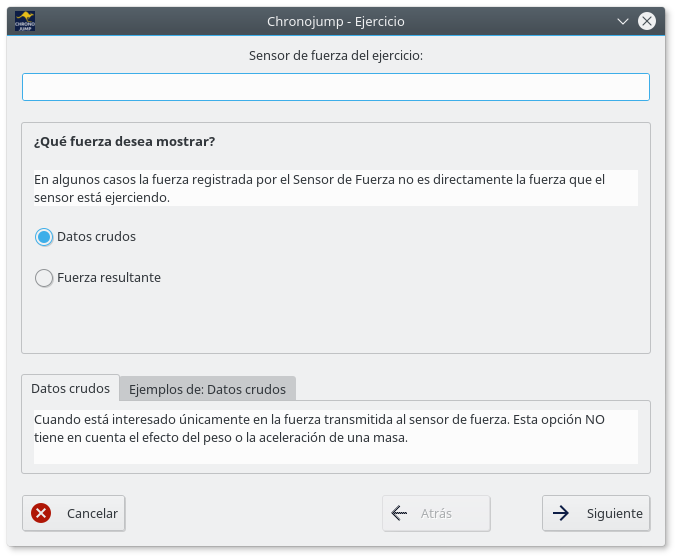 CHRONO
JUMP
Chronojump - Ejercicio
Sensor de fuerza del ejercicio:
¿Qué fuerza desea mostrar?
En algunos casos la fuerza registrada por el Sensor de Fuerza no es directamente la fuerza que el
sensor está ejerciendo.
Datos crudos
Fuerza resultante
Datos crudos
Ejemplos de: Datos crudos
Cuando está interesado únicamente en la fuerza transmitida al sensor de fuerza. Esta opción NO
tiene en cuenta el efecto del peso o la aceleración de una masa.
Cancelar
Atrás
Siguiente